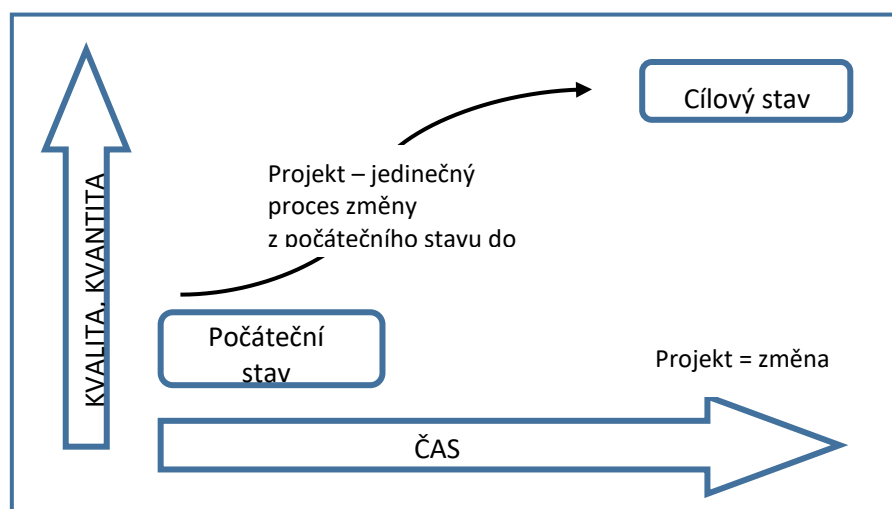 Cílový stav
Projekt – jedinečný
proces změny
z počátečního stavu do
KVALITA, KVANTITA
Počáteční
stav
Projekt = změna
ČAS